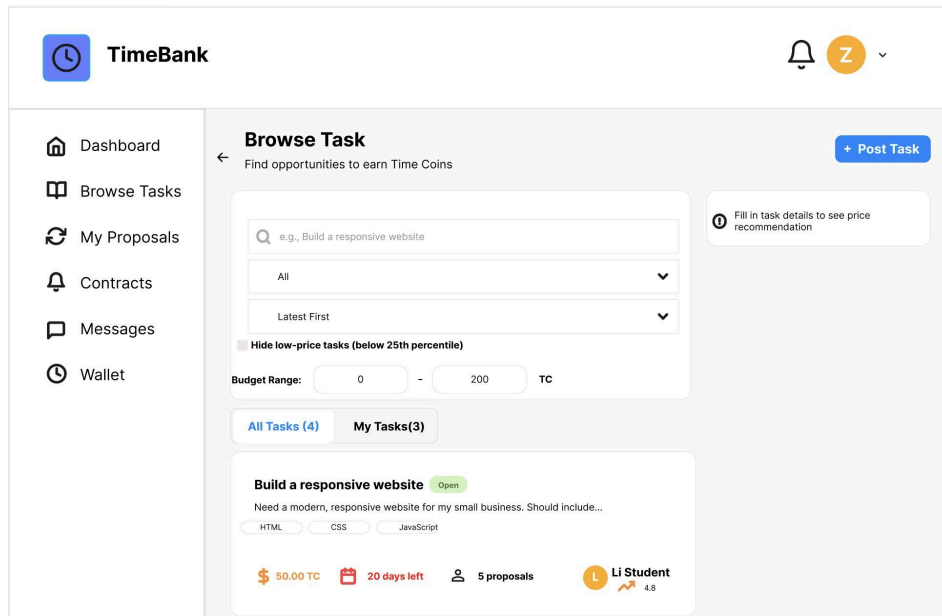 TimeBank
Z
Dashboard
Browse Tasks
My Proposals
Contracts
Messages
Wallet
Browse Task
Find opportunities to earn Time Coins
+ Post Task
e.g., Build a responsive website
All
Latest First
Hide low-price tasks (below 25th percentile)
Budget Range: 0 - 200 TC
Fill in task details to see price
recommendation
All Tasks (4) My Tasks(3)
Build a responsive website Open
Need a modern, responsive website for my small business. Should include...
HTML CSS JavaScript
$ 50.00 TC 20 days left 5 proposals L Li Student
4.8